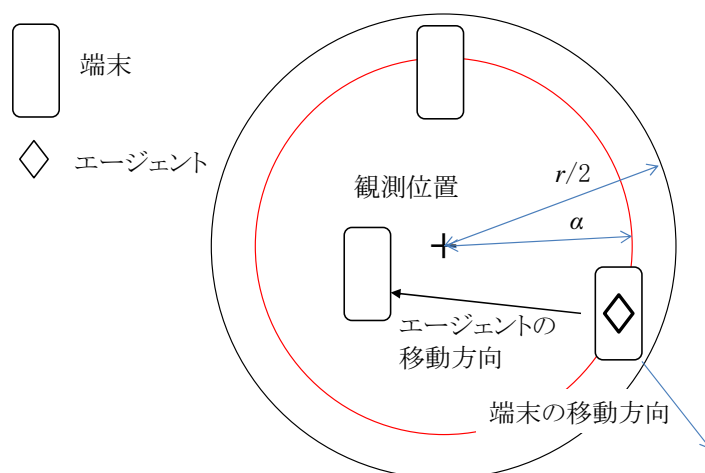 端末
エージェント
観測位置
r/2
α
エージェントの
移動方向
端末の移動方向